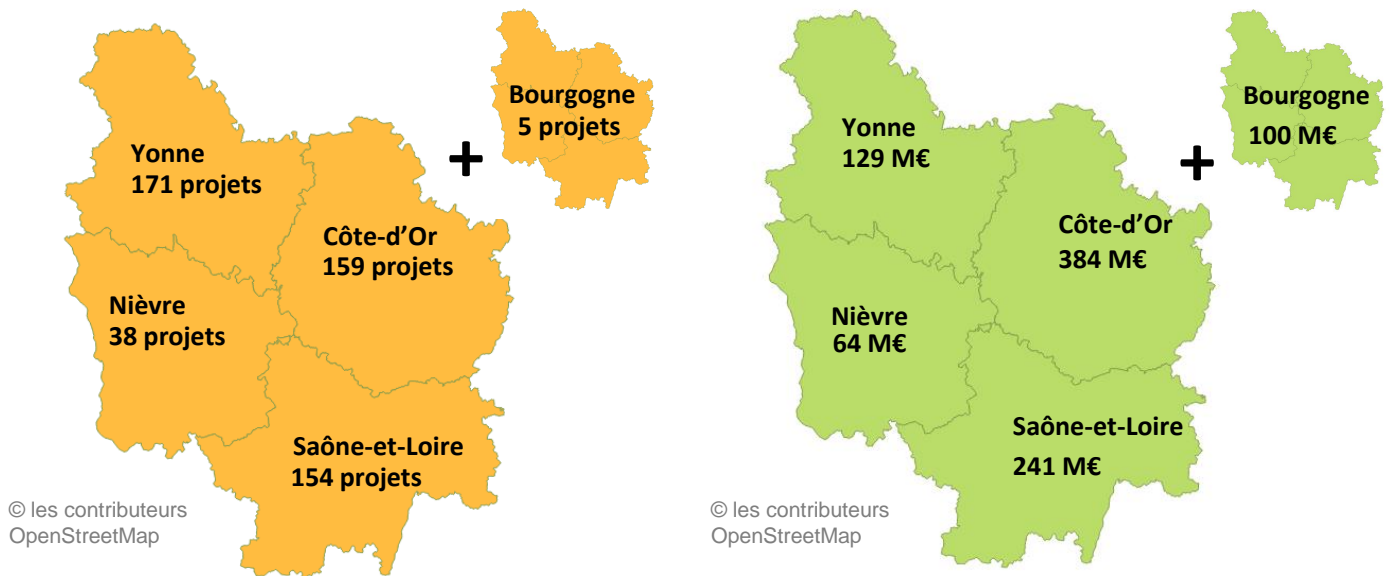 Bourgogne
5 projets
+
Yonne
171 projets
Côte-d’Or
159 projets
Nièvre
38 projets
Saône-et-Loire
154 projets
© les contributeurs
OpenStreetMap
Bourgogne
100 M€
+
Yonne
129 M€
Côte-d’Or
384 M€
Nièvre
64 M€
Saône-et-Loire
241 M€
© les contributeurs
OpenStreetMap